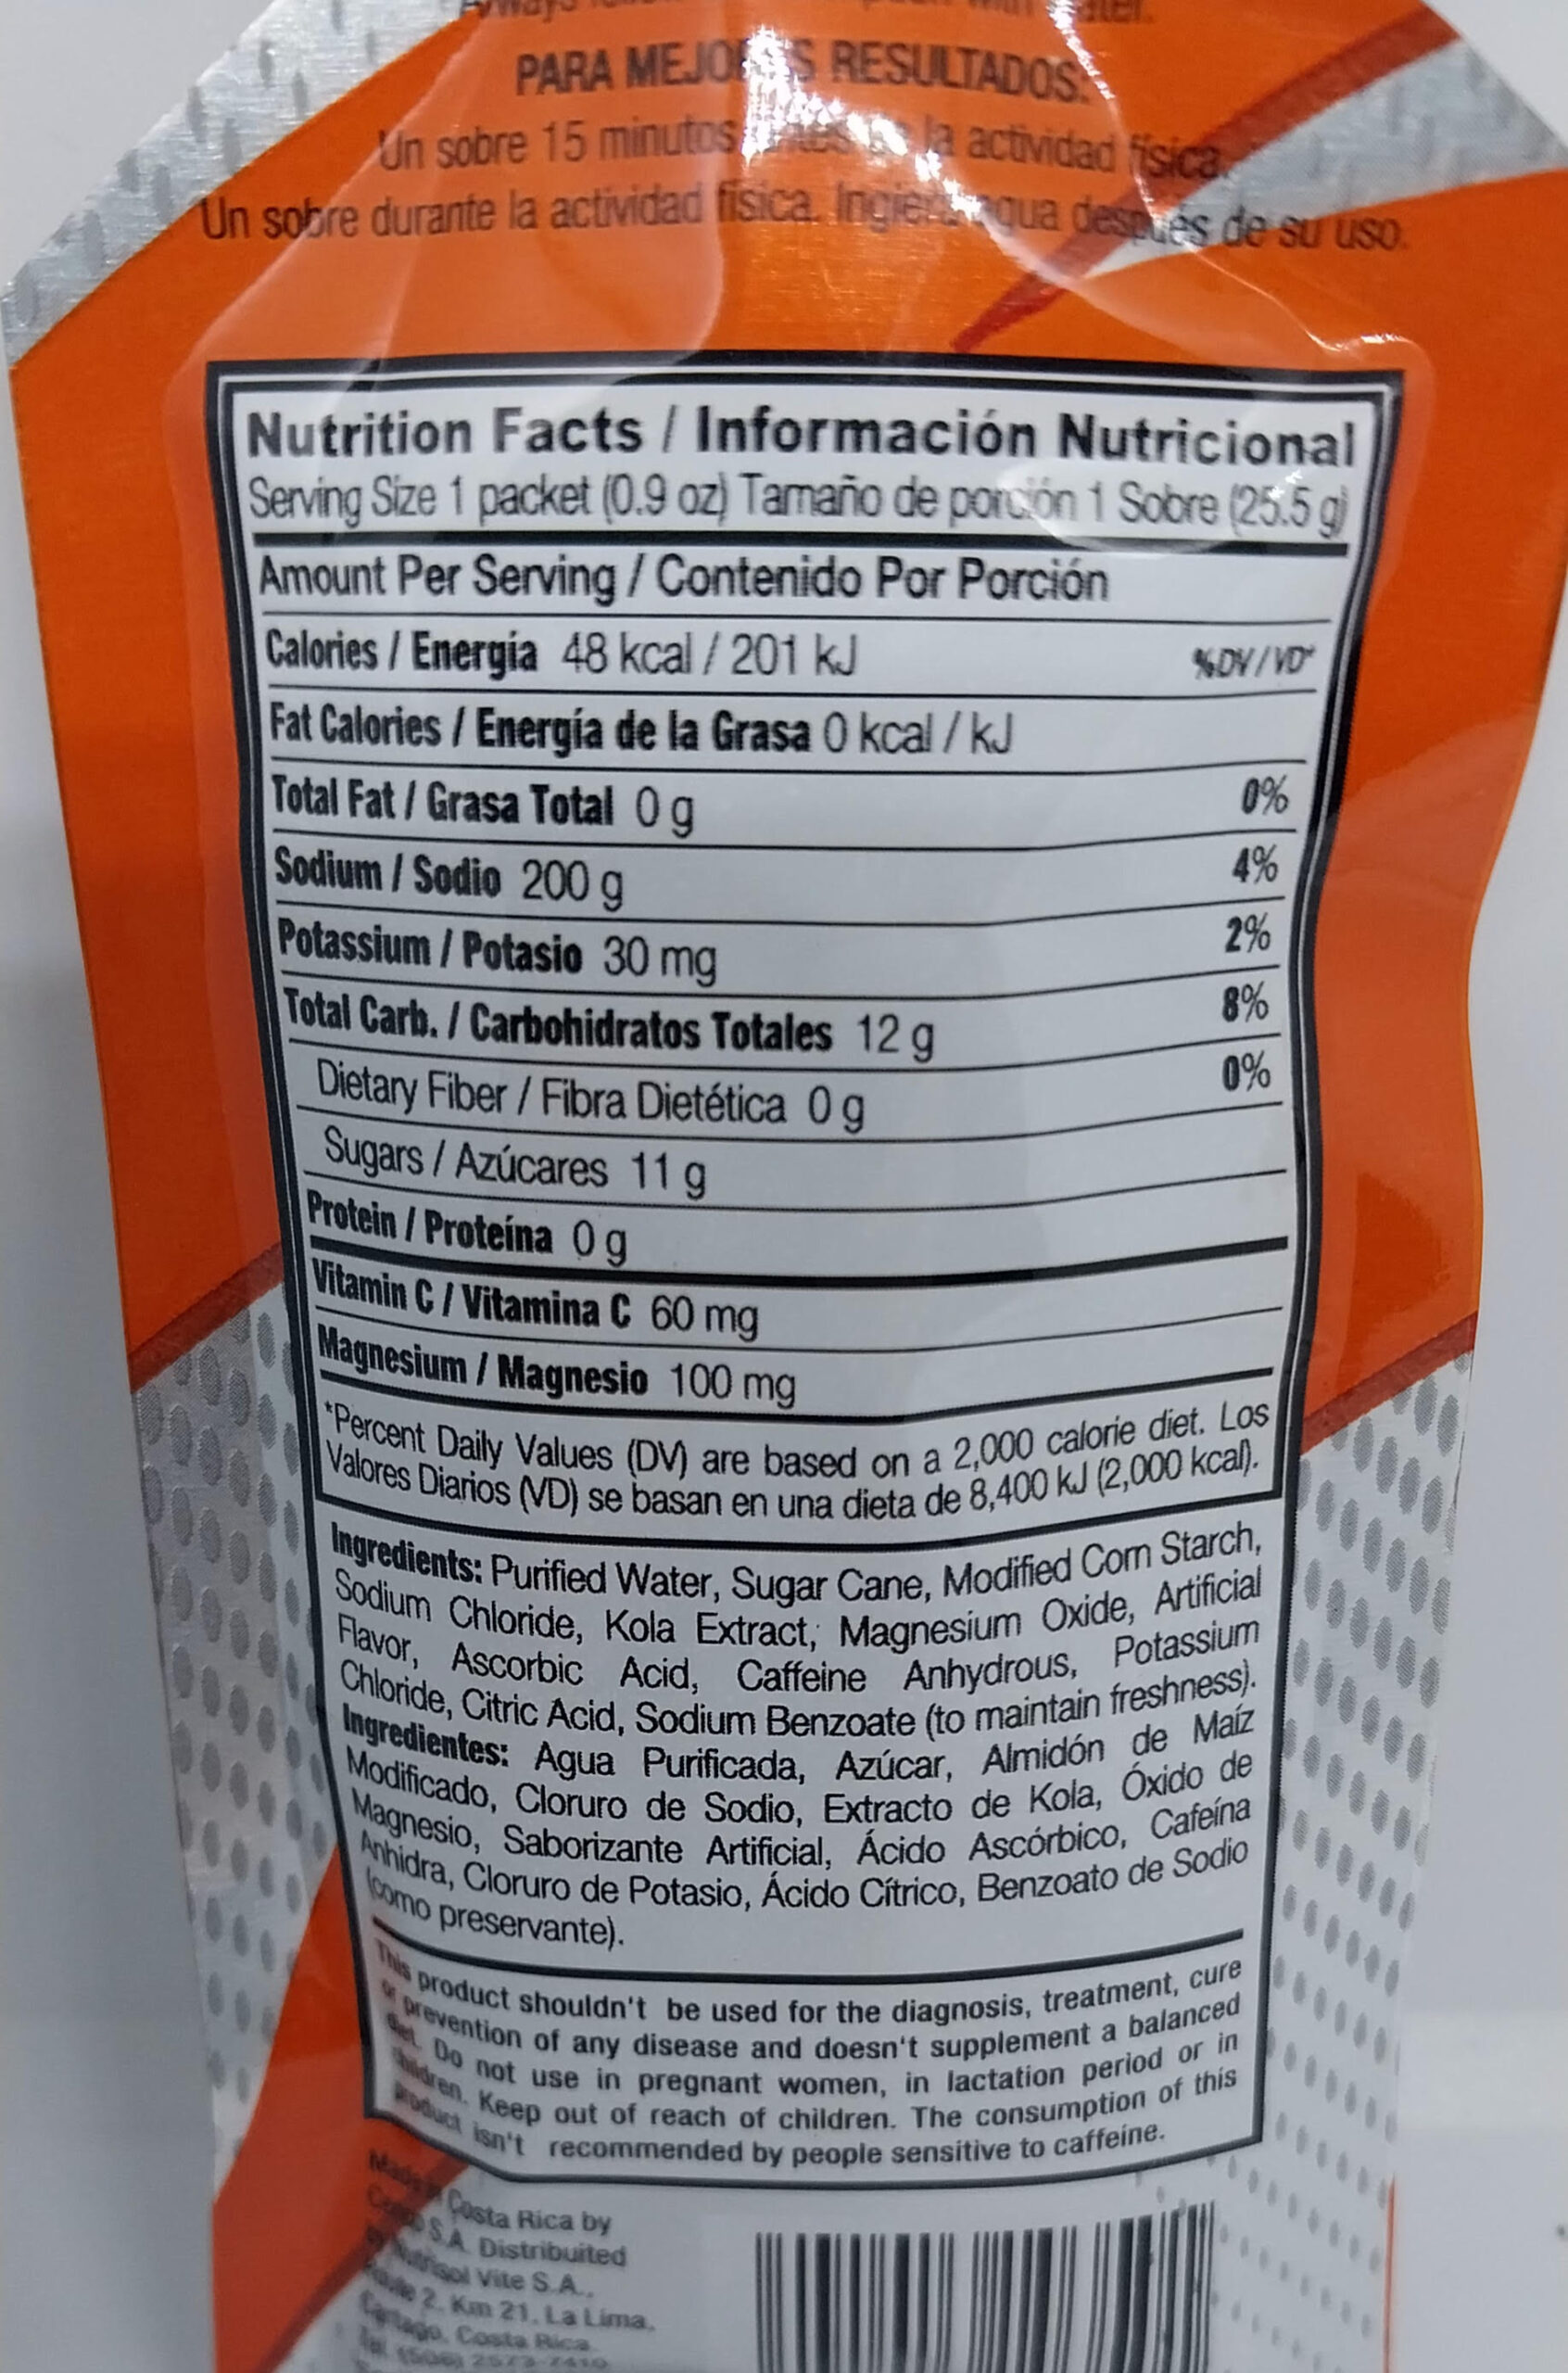 PARA MEJORES RESULTADOS:
Un sobre 15 minutos antes de la actividad física.
Un sobre durante la actividad física. Ingiera agua después de su uso.
Nutrition Facts / Información Nutricional
Serving Size 1 packet (0.9 oz) Tamaño de porción 1 Sobre (25.5 g)
Amount Per Serving / Contenido Por Porción
Calories / Energía 48 kcal / 201 kJ %DV/VD*
Fat Calories / Energía de la Grasa 0 kcal / kJ
Total Fat / Grasa Total 0 g 0%
Sodium / Sodio 200 g 4%
Potassium / Potasio 30 mg 2%
Total Carb. / Carbohidratos Totales 12 g 8%
Dietary Fiber / Fibra Dietética 0 g 0%
Sugars / Azúcares 11 g
Protein / Proteína 0 g
Vitamin C / Vitamina C 60 mg
Magnesium / Magnesio 100 mg
*Percent Daily Values (DV) are based on a 2,000 calorie diet. Los
Valores Diarios (VD) se basan en una dieta de 8,400 kJ (2,000 kcal).
Ingredients: Purified Water, Sugar Cane, Modified Corn Starch,
Sodium Chloride, Kola Extract, Magnesium Oxide, Artificial
Flavor, Ascorbic Acid, Caffeine Anhydrous, Potassium
Chloride, Citric Acid, Sodium Benzoate (to maintain freshness).
Ingredientes: Agua Purificada, Azúcar, Almidón de Maíz
Modificado, Cloruro de Sodio, Extracto de Kola, Óxido de
Magnesio, Saborizante Artificial, Ácido Ascórbico, Cafeína
Anhidra, Cloruro de Potasio, Ácido Cítrico, Benzoato de Sodio
(como preservante).
This product shouldn't be used for the diagnosis, treatment, cure
or prevention of any disease and doesn't supplement a balanced
diet. Do not use in pregnant women, in lactation period or in
children. Keep out of reach of children. The consumption of this
product isn't recommended by people sensitive to caffeine.
Made in Costa Rica by
S.A. Distribuited
by Nutrisol Vite S.A.,
Route 2, Km 21, La Lima,
Cartago, Costa Rica